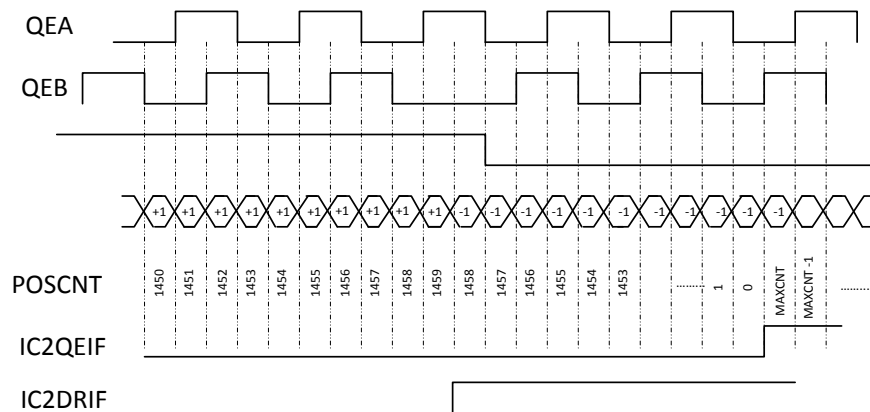 QEA
QEB
+1 +1 +1 +1 +1 +1 +1 +1 +1 +1 -1 -1 -1 -1 -1 -1 -1 -1 -1 -1 -1
POSCNT 1450 1451 1452 1453 1454 1455 1456 1457 1458 1459 1458 1457 1456 1455 1454 1453 ........ 1 0 MAXCNT MAXCNT -1 ........
IC2QEIF
IC2DRIF